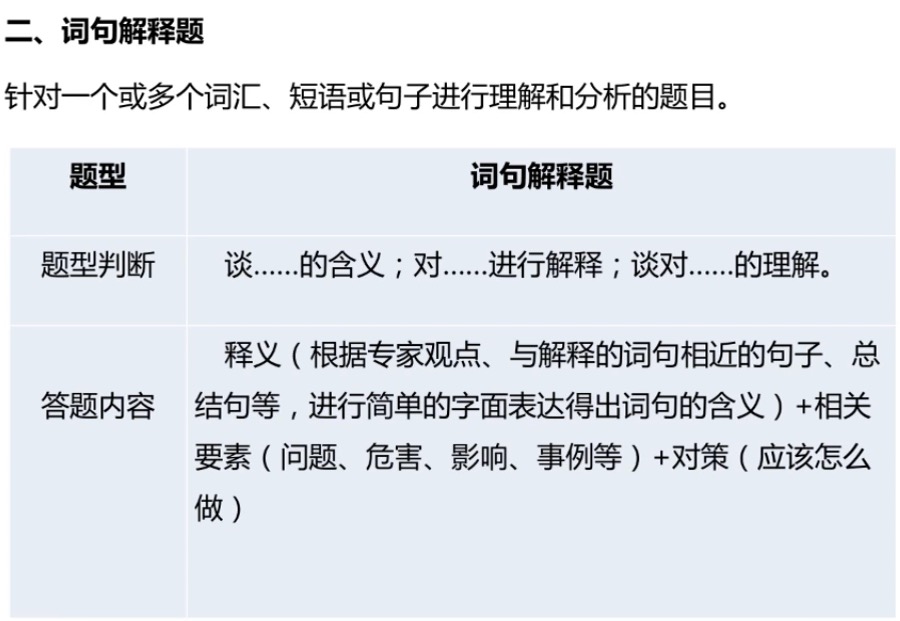 二、词句解释题
针对一个或多个词汇、短语或句子进行理解和分析的题目。
题型 词句解释题
题型判断 谈……的含义；对……进行解释；谈对……的理解。
释义（根据专家观点、与解释的词句相近的句子、总
答题内容 结句等，进行简单的字面表达得出词句的含义）+相关
要素（问题、危害、影响、事例等）+对策（应该怎么
做）